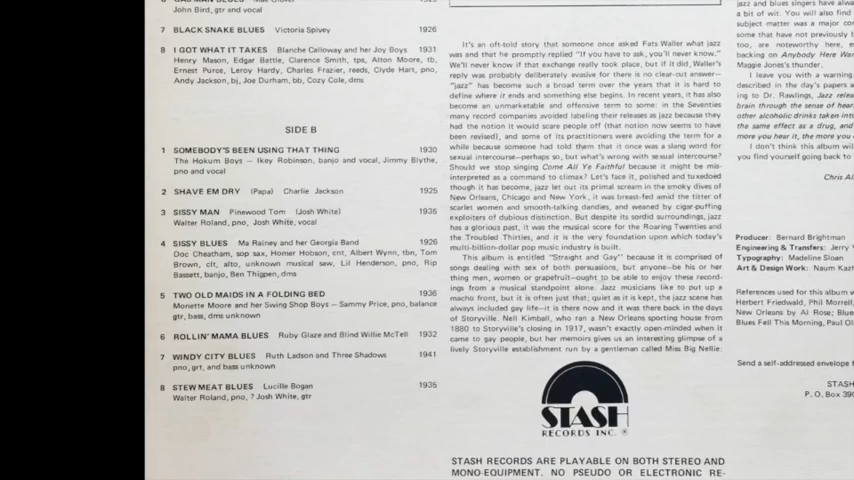 John Bird, gtr and vocal
7 BLACK SNAKE BLUES Victoria Spivey 1926
8 I GOT WHAT IT TAKES Blanche Calloway and her Joy Boys 1931
Henry Mason, Edgar Battle, Clarence Smith, tps, Alton Moore, tb,
Ernest Purce, Leroy Hardy, Charles Frazier, reeds, Clyde Hart, pno,
Andy Jackson, bj, Joe Durham, bb, Cozy Cole, dms
SIDE B
1 SOMEBODY'S BEEN USING THAT THING 1930
The Hokum Boys — Ikey Robinson, banjo and vocal, Jimmy Blythe,
pno and vocal
2 SHAVE EM DRY (Papa) Charlie Jackson 1925
3 SISSY MAN Pinewood Tom (Josh White) 1935
Walter Roland, pno, Josh White, vocal
4 SISSY BLUES Ma Rainey and her Georgia Band 1926
Doc Cheatham, sop sax, Homer Hobson, cnt, Albert Wynn, tbn, Tom
Brown, clt, alto, unknown musical saw, Lil Henderson, pno, Rip
Bassett, banjo, Ben Thigpen, dms
5 TWO OLD MAIDS IN A FOLDING BED 1936
Monette Moore and her Swing Shop Boys — Sammy Price, pno, balance
gtr, bass, dms unknown
6 ROLLIN' MAMA BLUES Ruby Glaze and Blind Willie McTell 1932
7 WINDY CITY BLUES Ruth Ladson and Three Shadows 1941
pno, grt, and bass unknown
8 STEW MEAT BLUES Lucille Bogan 1935
Walter Roland, pno, ? Josh White, gtr
It's an oft-told story that someone once asked Fats Waller what jazz
was and that he promptly replied "If you have to ask, you'll never know."
We'll never know if that exchange really took place, but if it did, Waller's
reply was probably deliberately evasive for there is no clear-cut answer—
"jazz" has become such a broad term over the years that it is hard to
define where it ends and something else begins. In recent years, it has also
become an unmarketable and offensive term to some: in the Seventies
many record companies avoided labeling their releases as jazz because they
had the notion it would scare people off (that notion now seems to have
been revised), and some of its practitioners were avoiding the term for a
while because someone had told them that it once was a slang word for
sexual intercourse—perhaps so, but what's wrong with sexual intercourse?
Should we stop singing Come All Ye Faithful because it might be mis-
interpreted as a command to climax? Let's face it, polished and tuxedoed
though it has become, jazz let out its primal scream in the smoky dives of
New Orleans, Chicago and New York, it was breast-fed amid the titter of
scarlet women and smooth-talking dandies, and weaned by cigar-puffing
exploiters of dubious distinction. But despite its sordid surroundings, jazz
has a glorious past, it was the musical score for the Roaring Twenties and
the Troubled Thirties, and it is the very foundation upon which today's
multi-billion-dollar pop music industry is built.
This album is entitled "Straight and Gay" because it is comprised of
songs dealing with sex of both persuasions, but anyone—be his or her
thing men, women or grapefruit—ought to be able to enjoy these record-
ings from a musical standpoint alone. Jazz musicians like to put up a
macho front, but it is often just that; quiet as it is kept, the jazz scene has
always included gay life—it is there now and it was there back in the days
of Storyville. Nell Kimball, who ran a New Orleans sporting house from
1880 to Storyville's closing in 1917, wasn't exactly open-minded when it
came to gay people, but her memoirs gives us an interesting glimpse of a
lively Storyville establishment run by a gentleman called Miss Big Nellie:
STASH
RECORDS INC. ®
STASH RECORDS ARE PLAYABLE ON BOTH STEREO AND
MONO-EQUIPMENT. NO PSEUDO OR ELECTRONIC RE-
jazz and blues singers have alwa
a bit of wit. You will also find
subject matter was a major con
some that have not previously b
too, are noteworthy here, e
backing on Anybody Here War
Maggie Jones's thunder.
I leave you with a warning
described in the day's papers a
ing to Dr. Rawlings, Jazz relea
brain through the sense of hear
other alcoholic drinks taken into
the same effect as a drug, and
more you hear it, the more you
I don't think this album will
you find yourself going back to
Chris Al
Producer: Bernard Brightman
Engineering & Transfers: Jerry
Typography: Madeline Sloan
Art & Design Work: Naum Kazh
References used for this album w
Herbert Friedwald, Phil Morrell,
New Orleans by Al Rose; Blue
Blues Fell This Morning, Paul Ol
Send a self-addressed envelope f
STASH
P. O. Box 390